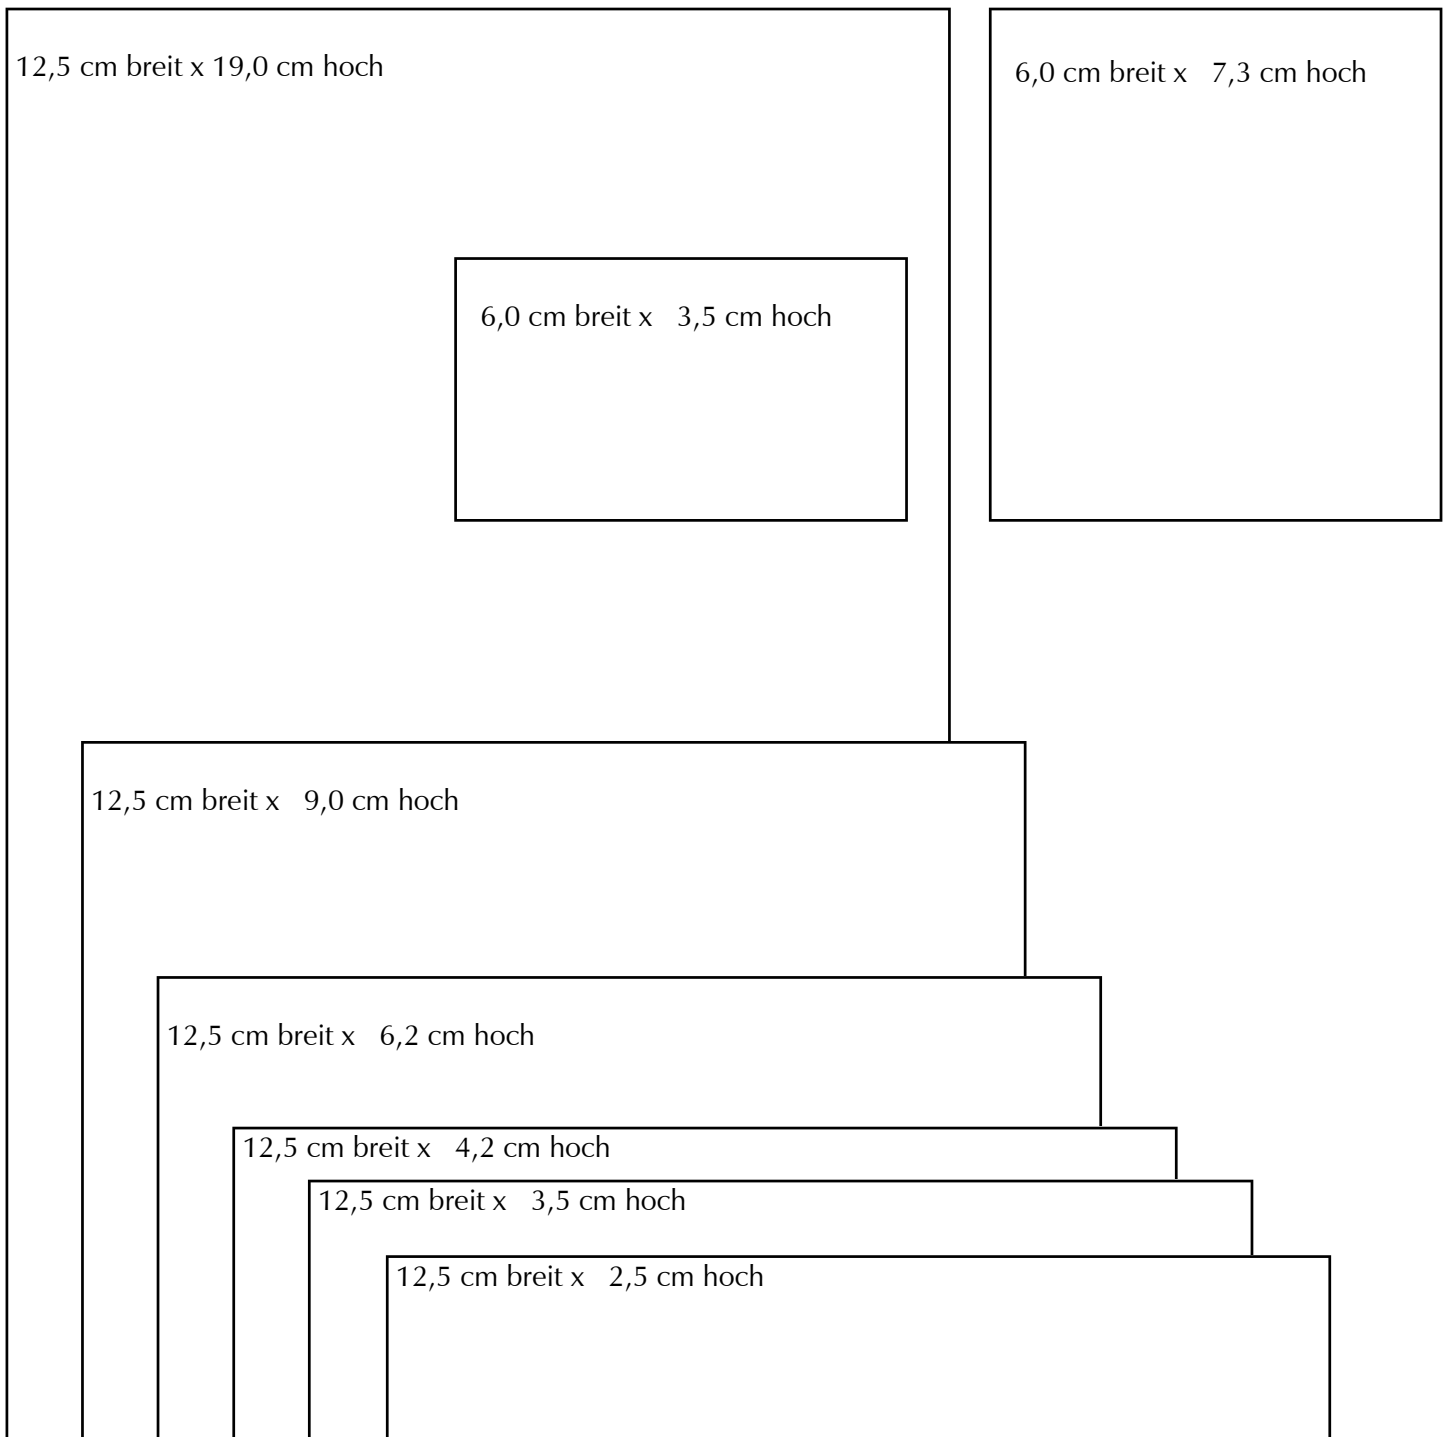 12,5 cm breit x 19,0 cm hoch
6,0 cm breit x   7,3 cm hoch
6,0 cm breit x   3,5 cm hoch
12,5 cm breit x   9,0 cm hoch
12,5 cm breit x   6,2 cm hoch
12,5 cm breit x   4,2 cm hoch
12,5 cm breit x   3,5 cm hoch
12,5 cm breit x   2,5 cm hoch